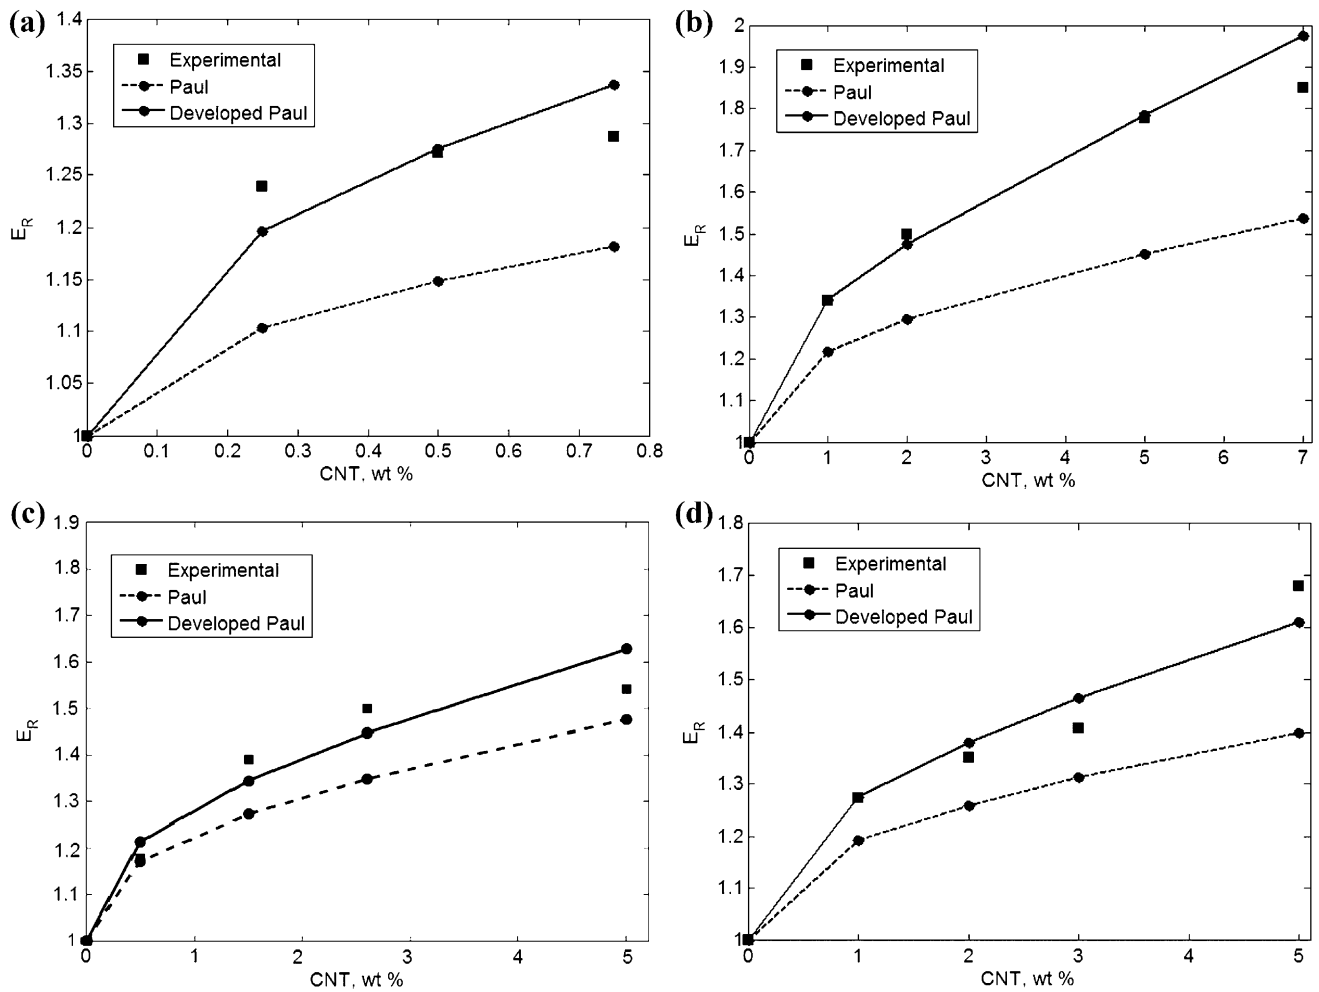 (a)
1.4
1.35
1.3
1.25
1.2
1.15
1.1
1.05
1
E_R
Experimental
Paul
Developed Paul
0 0.1 0.2 0.3 0.4 0.5 0.6 0.7 0.8
CNT, wt %
(b)
2
1.9
1.8
1.7
1.6
1.5
1.4
1.3
1.2
1.1
1
E_R
Experimental
Paul
Developed Paul
0 1 2 3 4 5 6 7
CNT, wt %
(c)
1.9
1.8
1.7
1.6
1.5
1.4
1.3
1.2
1.1
1
E_R
Experimental
Paul
Developed Paul
0 1 2 3 4 5
CNT, wt %
(d)
1.8
1.7
1.6
1.5
1.4
1.3
1.2
1.1
1
E_R
Experimental
Paul
Developed Paul
0 1 2 3 4 5
CNT, wt %